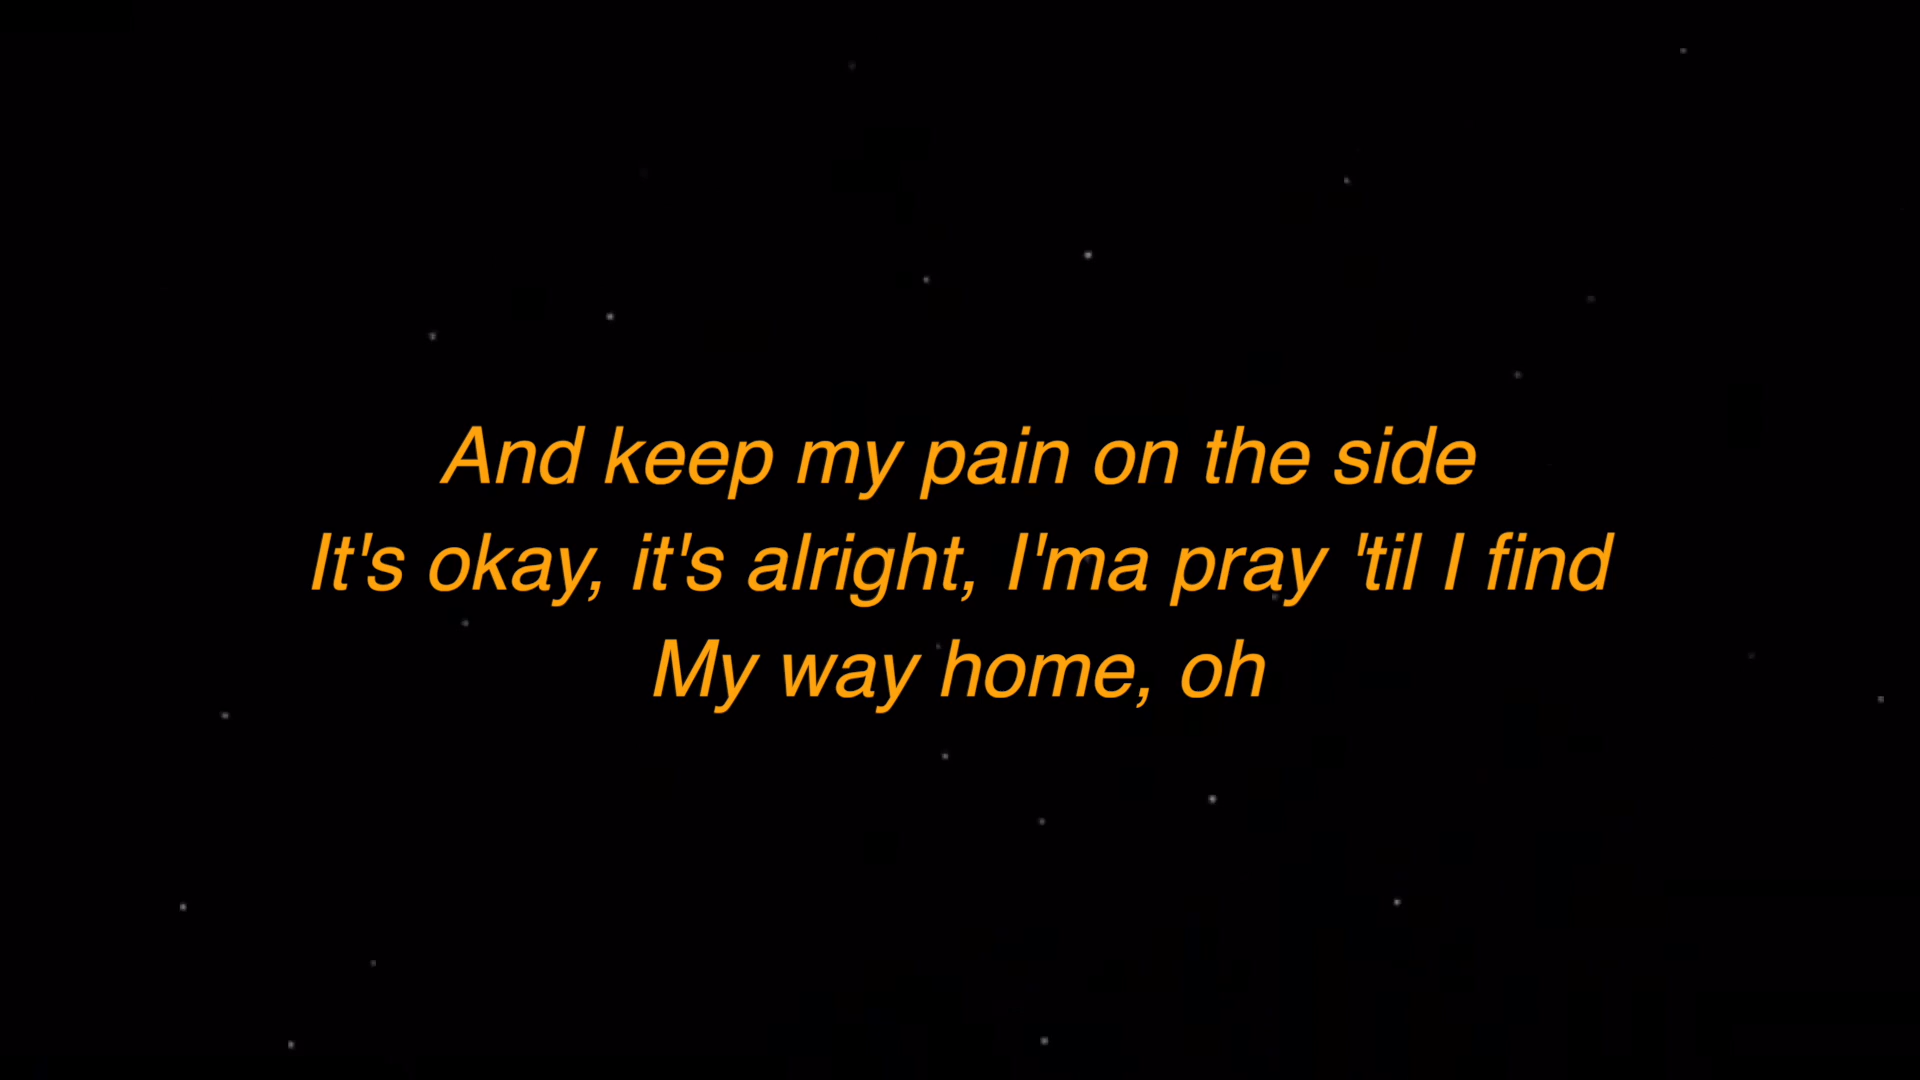 And keep my pain on the side
It's okay, it's alright, I'ma pray 'til I find
My way home, oh